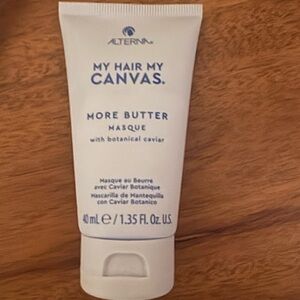 ALTERNA
MY HAIR MY
CANVAS.
MORE BUTTER
MASQUE
with botanical caviar
Masque au Beurre
avec Caviar Botanique
Mascarilla de Mantequilla
con Caviar Botanico
40 mL e / 1.35 FL. Oz. U.S.